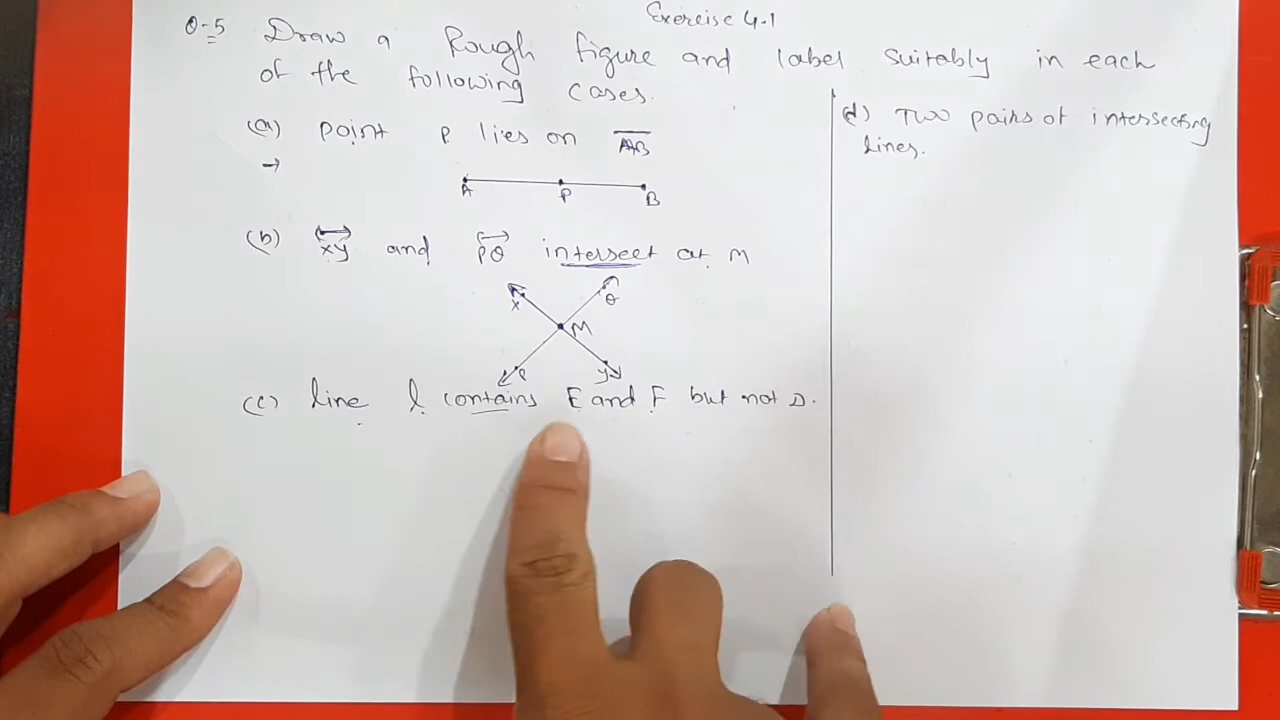 Exercise 4.1
Q-5 Draw a Rough figure and label suitably in each
of the following cases.
(a) point P lies on AB
→
A P B
(b) xy and PQ intersect at M
x Q
M
P y
(c) line l contains E and F but not D.
(d) Two pairs of intersecting
lines.